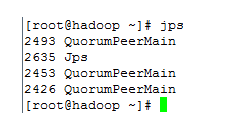 [root@hadoop ~]# jps
2493 QuorumPeerMain
2635 Jps
2453 QuorumPeerMain
2426 QuorumPeerMain
[root@hadoop ~]#